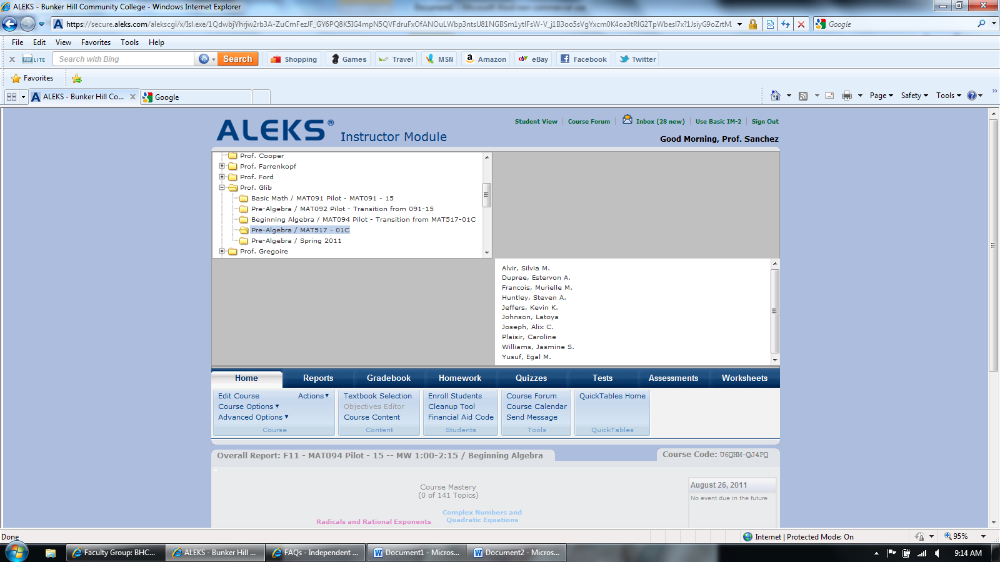 ALEKS - Bunker Hill Community College - Windows Internet Explorer
Google
File Edit View Favorites Tools Help
x PDF LITE Search with Bing Search Shopping Games Travel MSN Amazon eBay Facebook Twitter
Favorites
ALEKS - Bunker Hill Co... Google Page Safety Tools
ALEKS® Instructor Module
Student View Course Forum Inbox (28 new) Use Basic IM-2 Sign Out
Good Morning, Prof. Sanchez
Prof. Cooper
Prof. Farrenkopf
Prof. Ford
Prof. Glib
Basic Math / MAT091 Pilot - MAT091 - 15
Pre-Algebra / MAT092 Pilot - Transition from 091-15
Beginning Algebra / MAT094 Pilot - Transition from MAT517-01C
Pre-Algebra / MAT517 - 01C
Pre-Algebra / Spring 2011
Prof. Gregoire
Alvir, Silvia M.
Dupree, Estervon A.
Francois, Murielle M.
Huntley, Steven A.
Jeffers, Kevin K.
Johnson, Latoya
Joseph, Alix C.
Plaisir, Caroline
Williams, Jasmine S.
Yusuf, Egal M.
Home Reports Gradebook Homework Quizzes Tests Assessments Worksheets
Edit Course Actions Textbook Selection Enroll Students Course Forum QuickTables Home
Course Options Objectives Editor Cleanup Tool Course Calendar
Advanced Options Course Content Financial Aid Code Send Message
Course Content Students Tools QuickTables
Overall Report: F11 - MAT094 Pilot - 15 -- MW 1:00-2:15 / Beginning Algebra
Course Code: U6QHM-QJ4PQ
Course Mastery
(0 of 141 Topics)
August 26, 2011
No event due in the future
Complex Numbers and
Quadratic Equations
Radicals and Rational Exponents
Done Internet | Protected Mode: On 95%
Faculty Group: BHC... ALEKS - Bunker Hill ... FAQs - Independent ... Document1 - Micros... Document2 - Micros... 9:14 AM